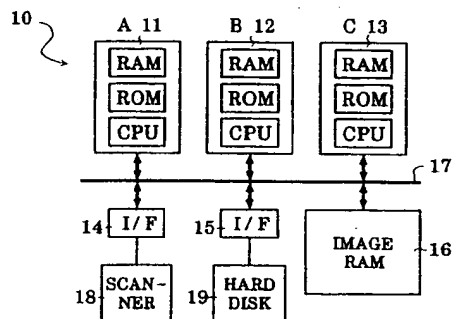 10
A 11
B 12
C 13
RAM
RAM
RAM
ROM
ROM
ROM
CPU
CPU
CPU
17
14
I/F
15
I/F
IMAGE
RAM
16
18
SCAN-
NER
19
HARD
DISK